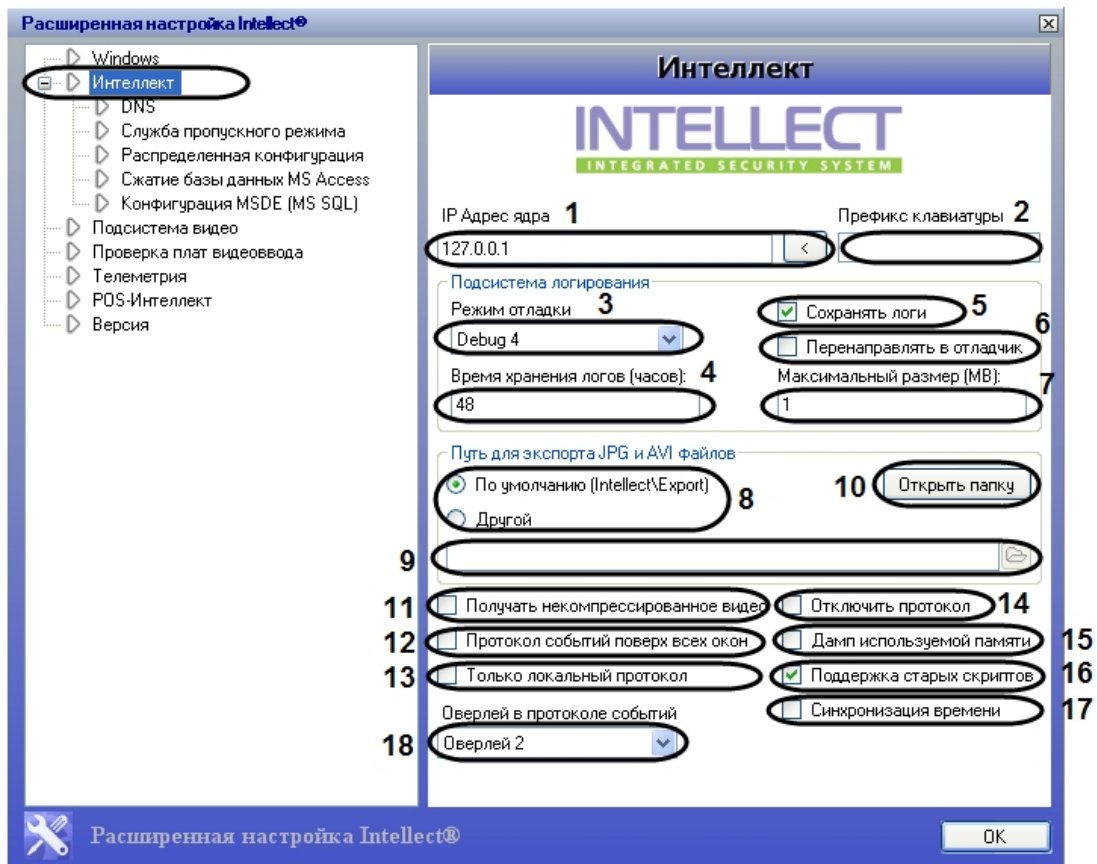 Расширенная настройка Intellect®
Windows
Интеллект
DNS
Служба пропускного режима
Распределенная конфигурация
Сжатие базы данных MS Access
Конфигурация MSDE (MS SQL)
Подсистема видео
Проверка плат видеоввода
Телеметрия
POS-Интеллект
Версия
Интеллект
INTELLECT
INTEGRATED SECURITY SYSTEM
IP Адрес ядра 1 Префикс клавиатуры 2
127.0.0.1 <
Подсистема логирования
Режим отладки 3 Сохранять логи 5
Debug 4 Перенаправлять в отладчик 6
Время хранения логов (часов): 4 Максимальный размер (MB): 7
48 1
Путь для экспорта JPG и AVI файлов
По умолчанию (Intellect\Export) 8 10 Открыть папку
Другой
9
11 Получать некомпрессированное видео Отключить протокол 14
12 Протокол событий поверх всех окон Дамп используемой памяти 15
13 Только локальный протокол Поддержка старых скриптов 16
Оверлей в протоколе событий Синхронизация времени 17
18 Оверлей 2
Расширенная настройка Intellect® OK